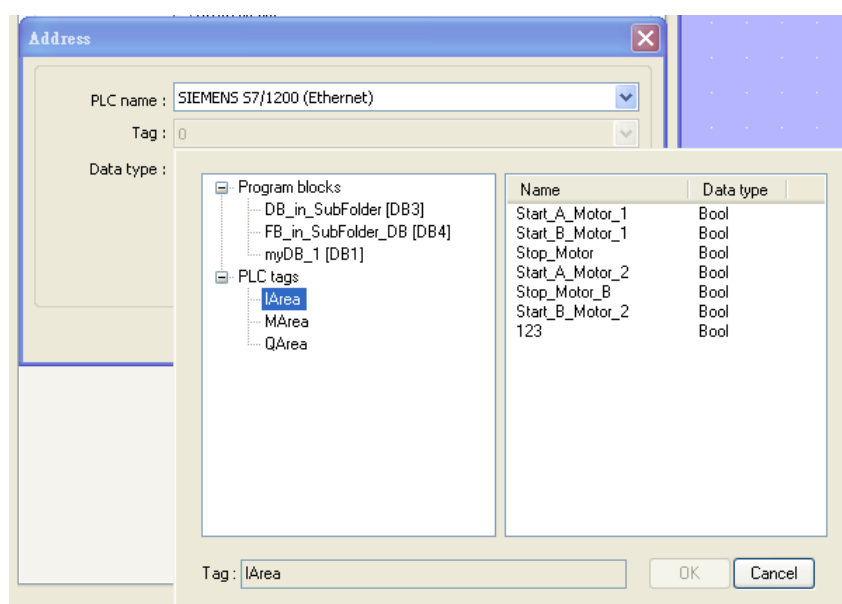 Address
PLC name : SIEMENS S7/1200 (Ethernet)
Tag : 0
Data type :
Program blocks
DB_in_SubFolder [DB3]
FB_in_SubFolder_DB [DB4]
myDB_1 [DB1]
PLC tags
IArea
MArea
QArea
Name Data type
Start_A_Motor_1 Bool
Start_B_Motor_1 Bool
Stop_Motor Bool
Start_A_Motor_2 Bool
Stop_Motor_B Bool
Start_B_Motor_2 Bool
123 Bool
Tag : IArea
OK Cancel